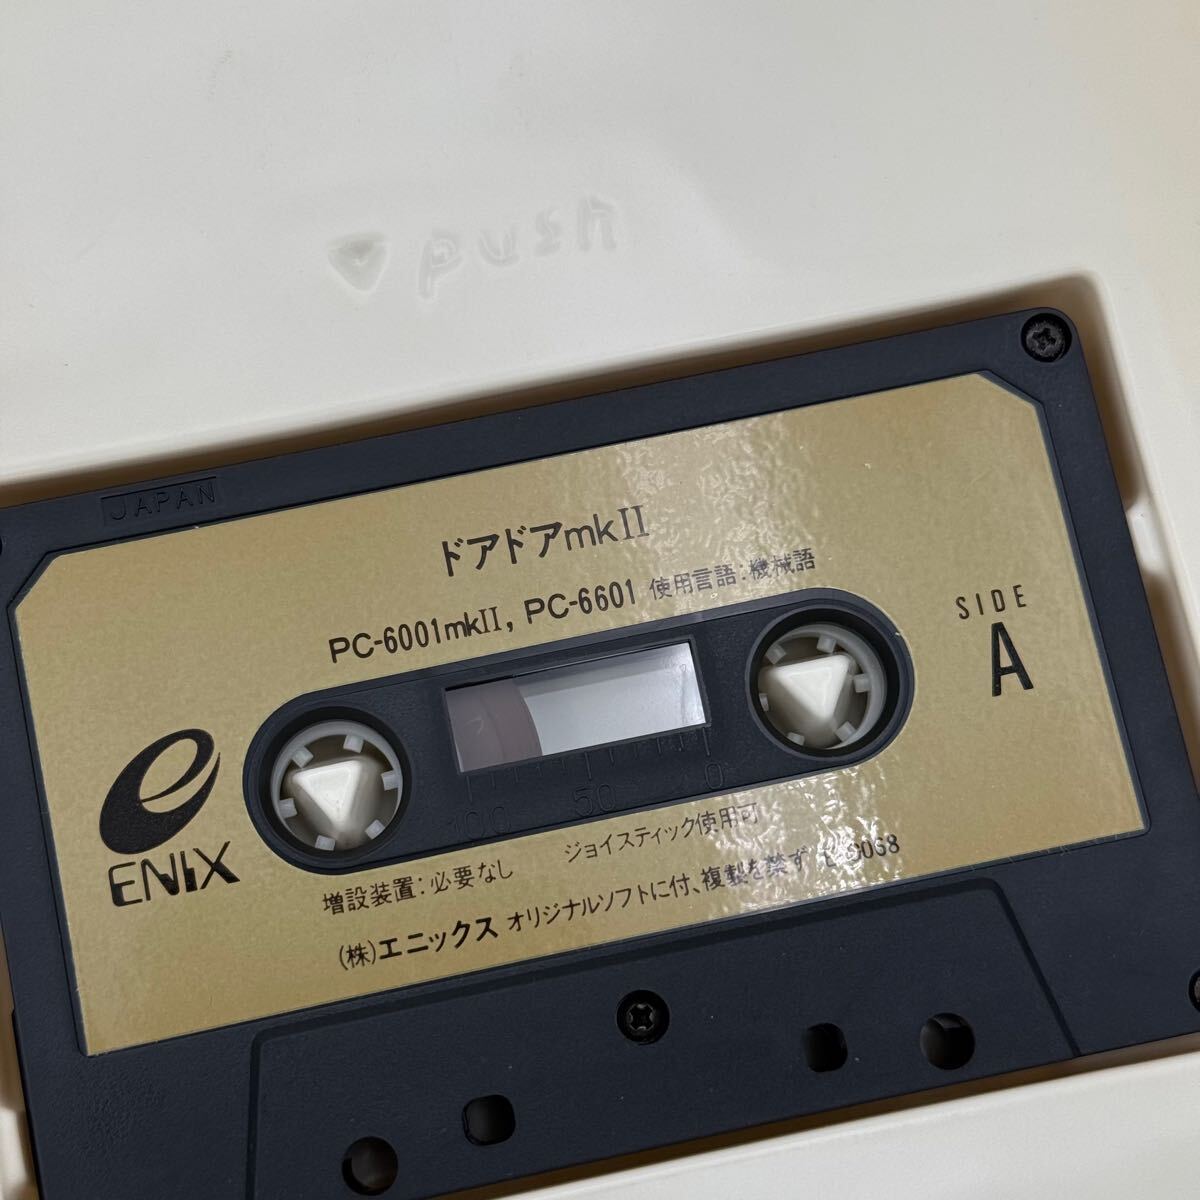 push
JAPAN
ドアドアmkⅡ
PC-6001mkⅡ, PC-6601 使用言語:機械語
SIDE
A
100 50 0
ENIX
増設装置:必要なし ジョイスティック使用可
(株)エニックス オリジナルソフトに付、複製を禁ず